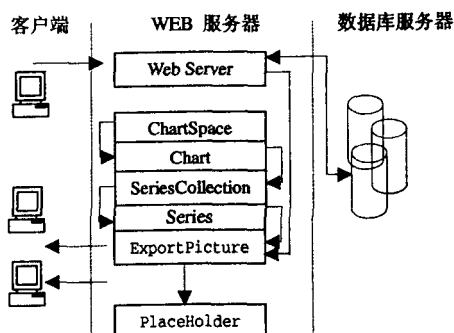 客户端 WEB 服务器 数据库服务器
Web Server
ChartSpace
Chart
SeriesCollection
Series
ExportPicture
PlaceHolder